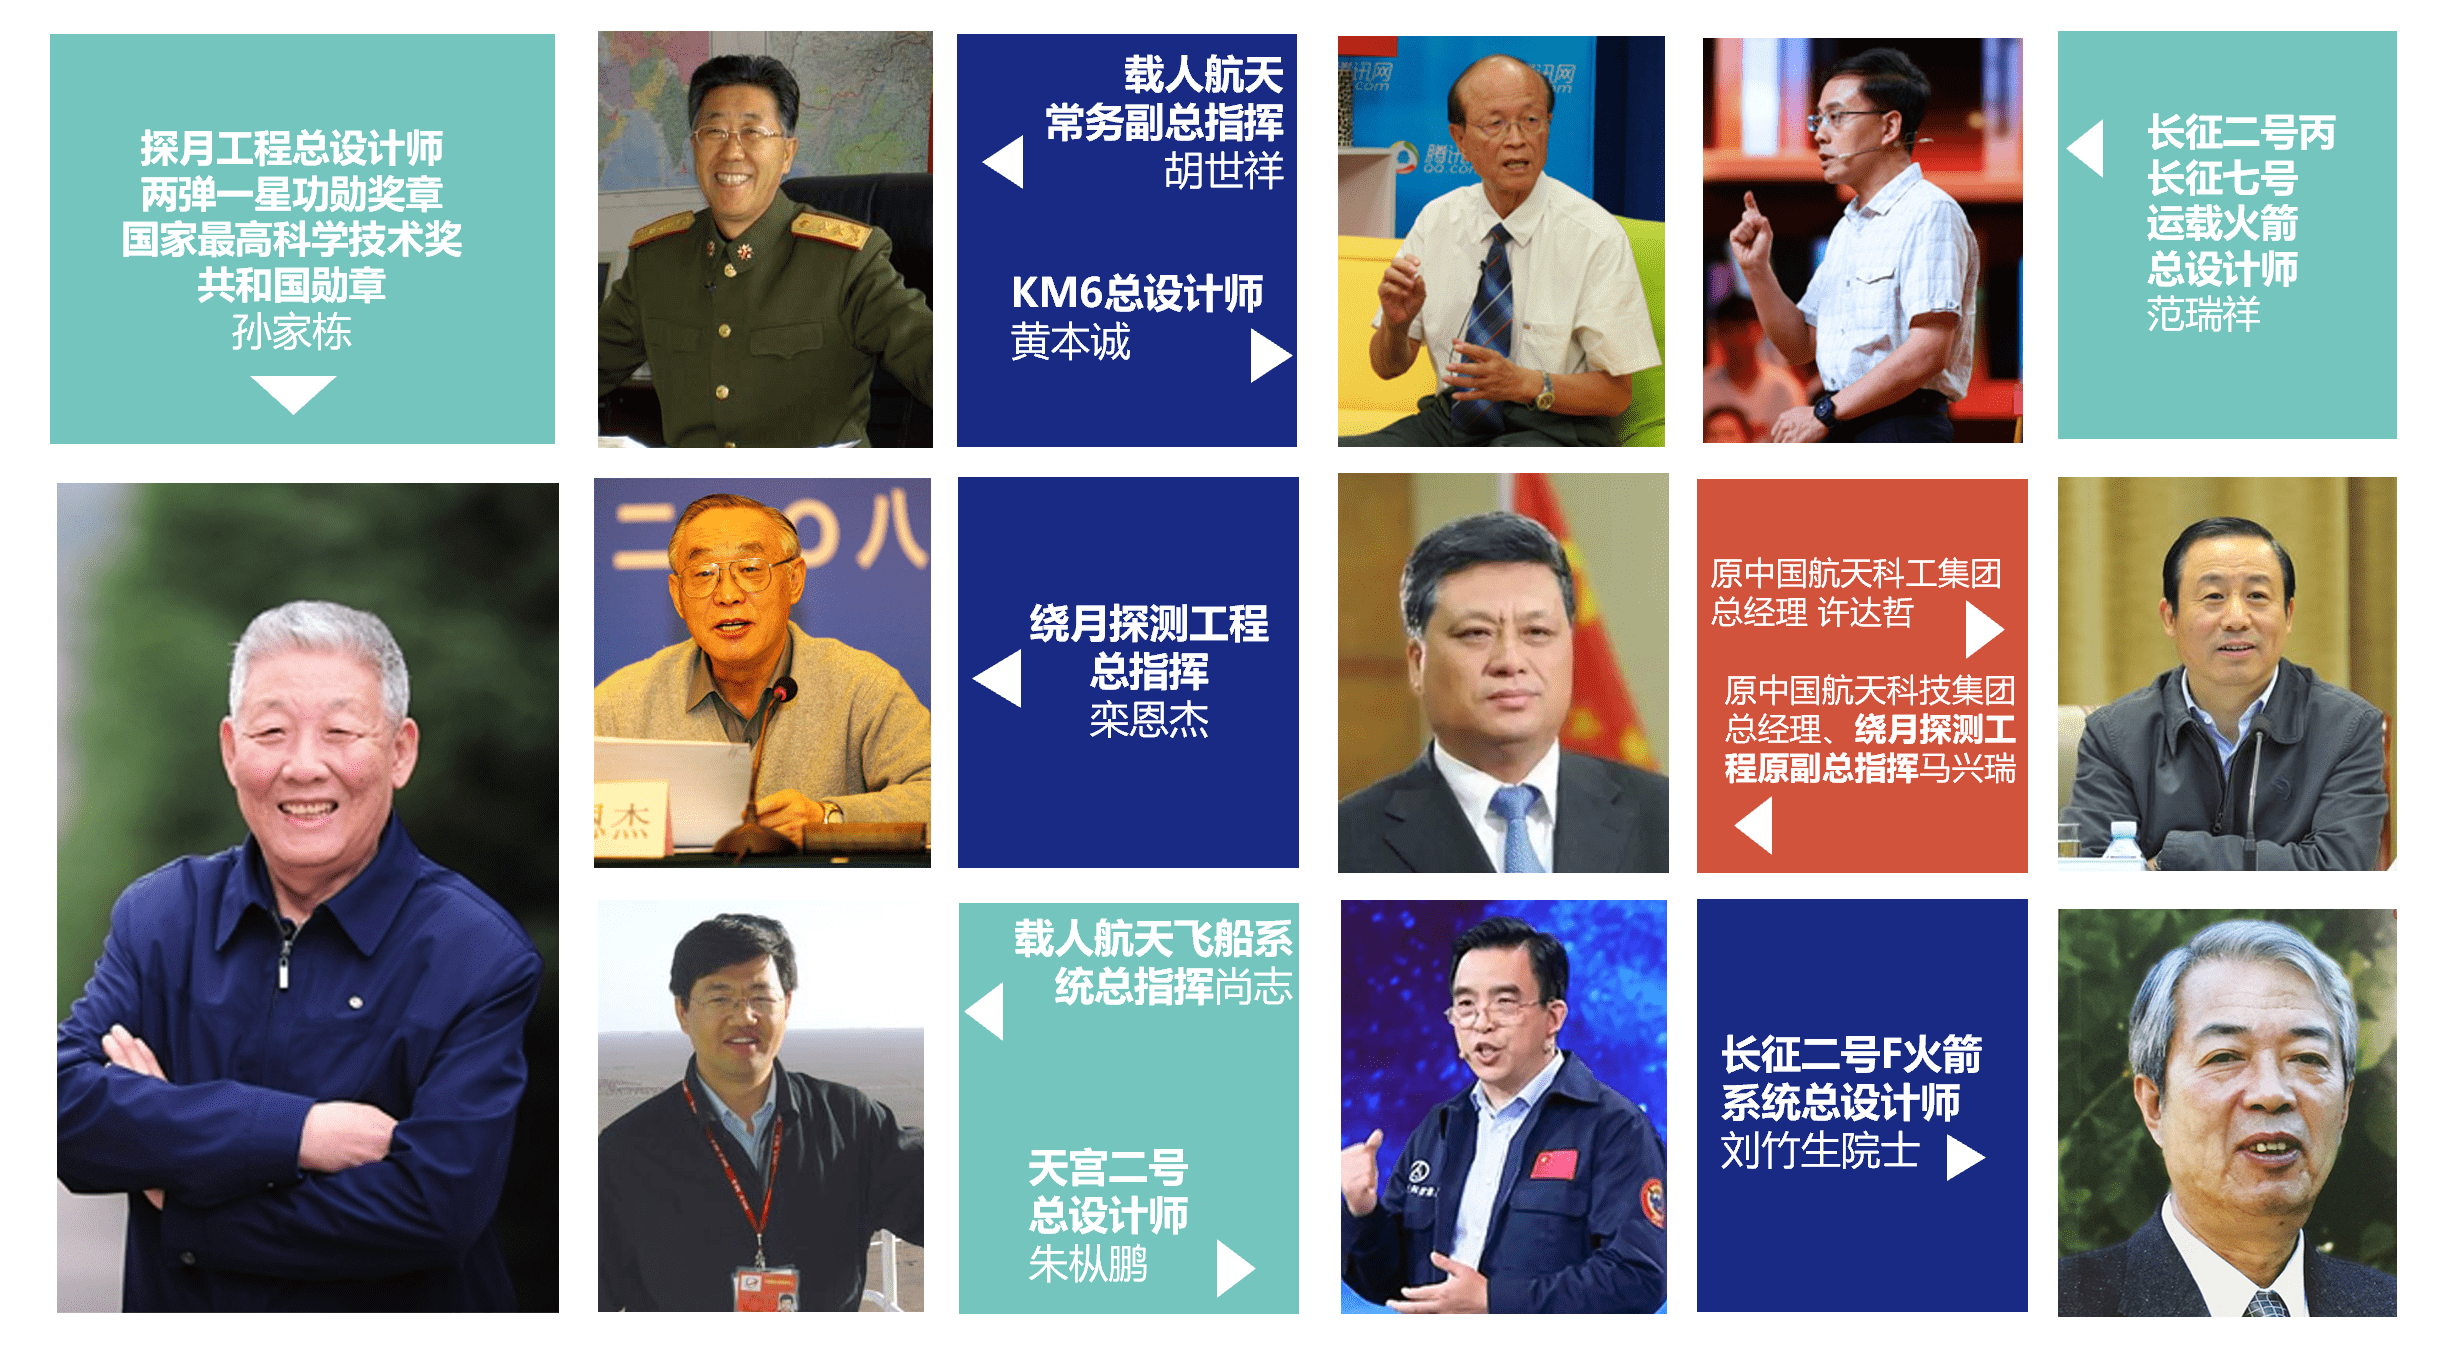 探月工程总设计师
两弹一星功勋奖章
国家最高科学技术奖
共和国勋章
孙家栋
载人航天
常务副总指挥
胡世祥
KM6总设计师
黄本诚
腾讯网
qq.com
长征二号丙
长征七号
运载火箭
总设计师
范瑞祥
二〇〇八
恩杰
绕月探测工程
总指挥
栾恩杰
原中国航天科工集团
总经理 许达哲
原中国航天科技集团
总经理、绕月探测工
程原副总指挥马兴瑞
载人航天飞船系
统总指挥尚志
天宫二号
总设计师
朱枞鹏
长征二号F火箭
系统总设计师
刘竹生院士